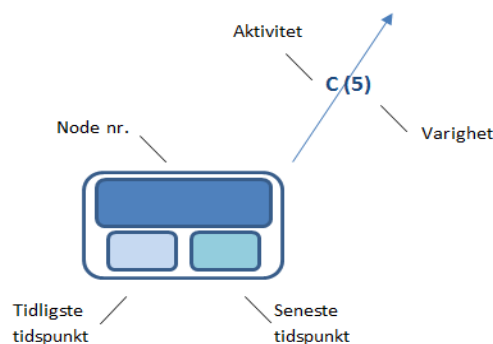 Aktivitet
C (5)
Node nr.
Varighet
Tidligste
tidspunkt
Seneste
tidspunkt